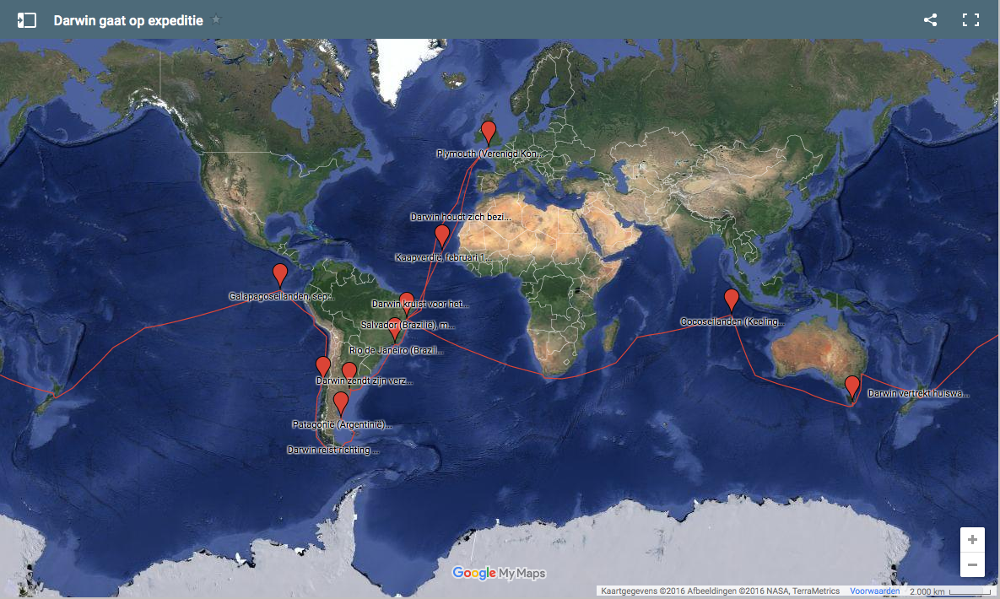 Darwin gaat op expeditie
Plymouth (Verenigd Kon...
Darwin houdt zich bezi...
Kaapverdië, februari 1...
Galapagoseilanden, sep...
Darwin kruist voor het...
Cocoseilanden (Keeling...
Salvador (Brazilië), m...
Rio de Janeiro (Brazil...
Darwin zendt zijn verz...
Darwin vertrekt huiswa...
Patagonië (Argentinië)...
Darwin reist richting ...
Google My Maps
Kaartgegevens ©2016 Afbeeldingen ©2016 NASA, TerraMetrics Voorwaarden 2.000 km